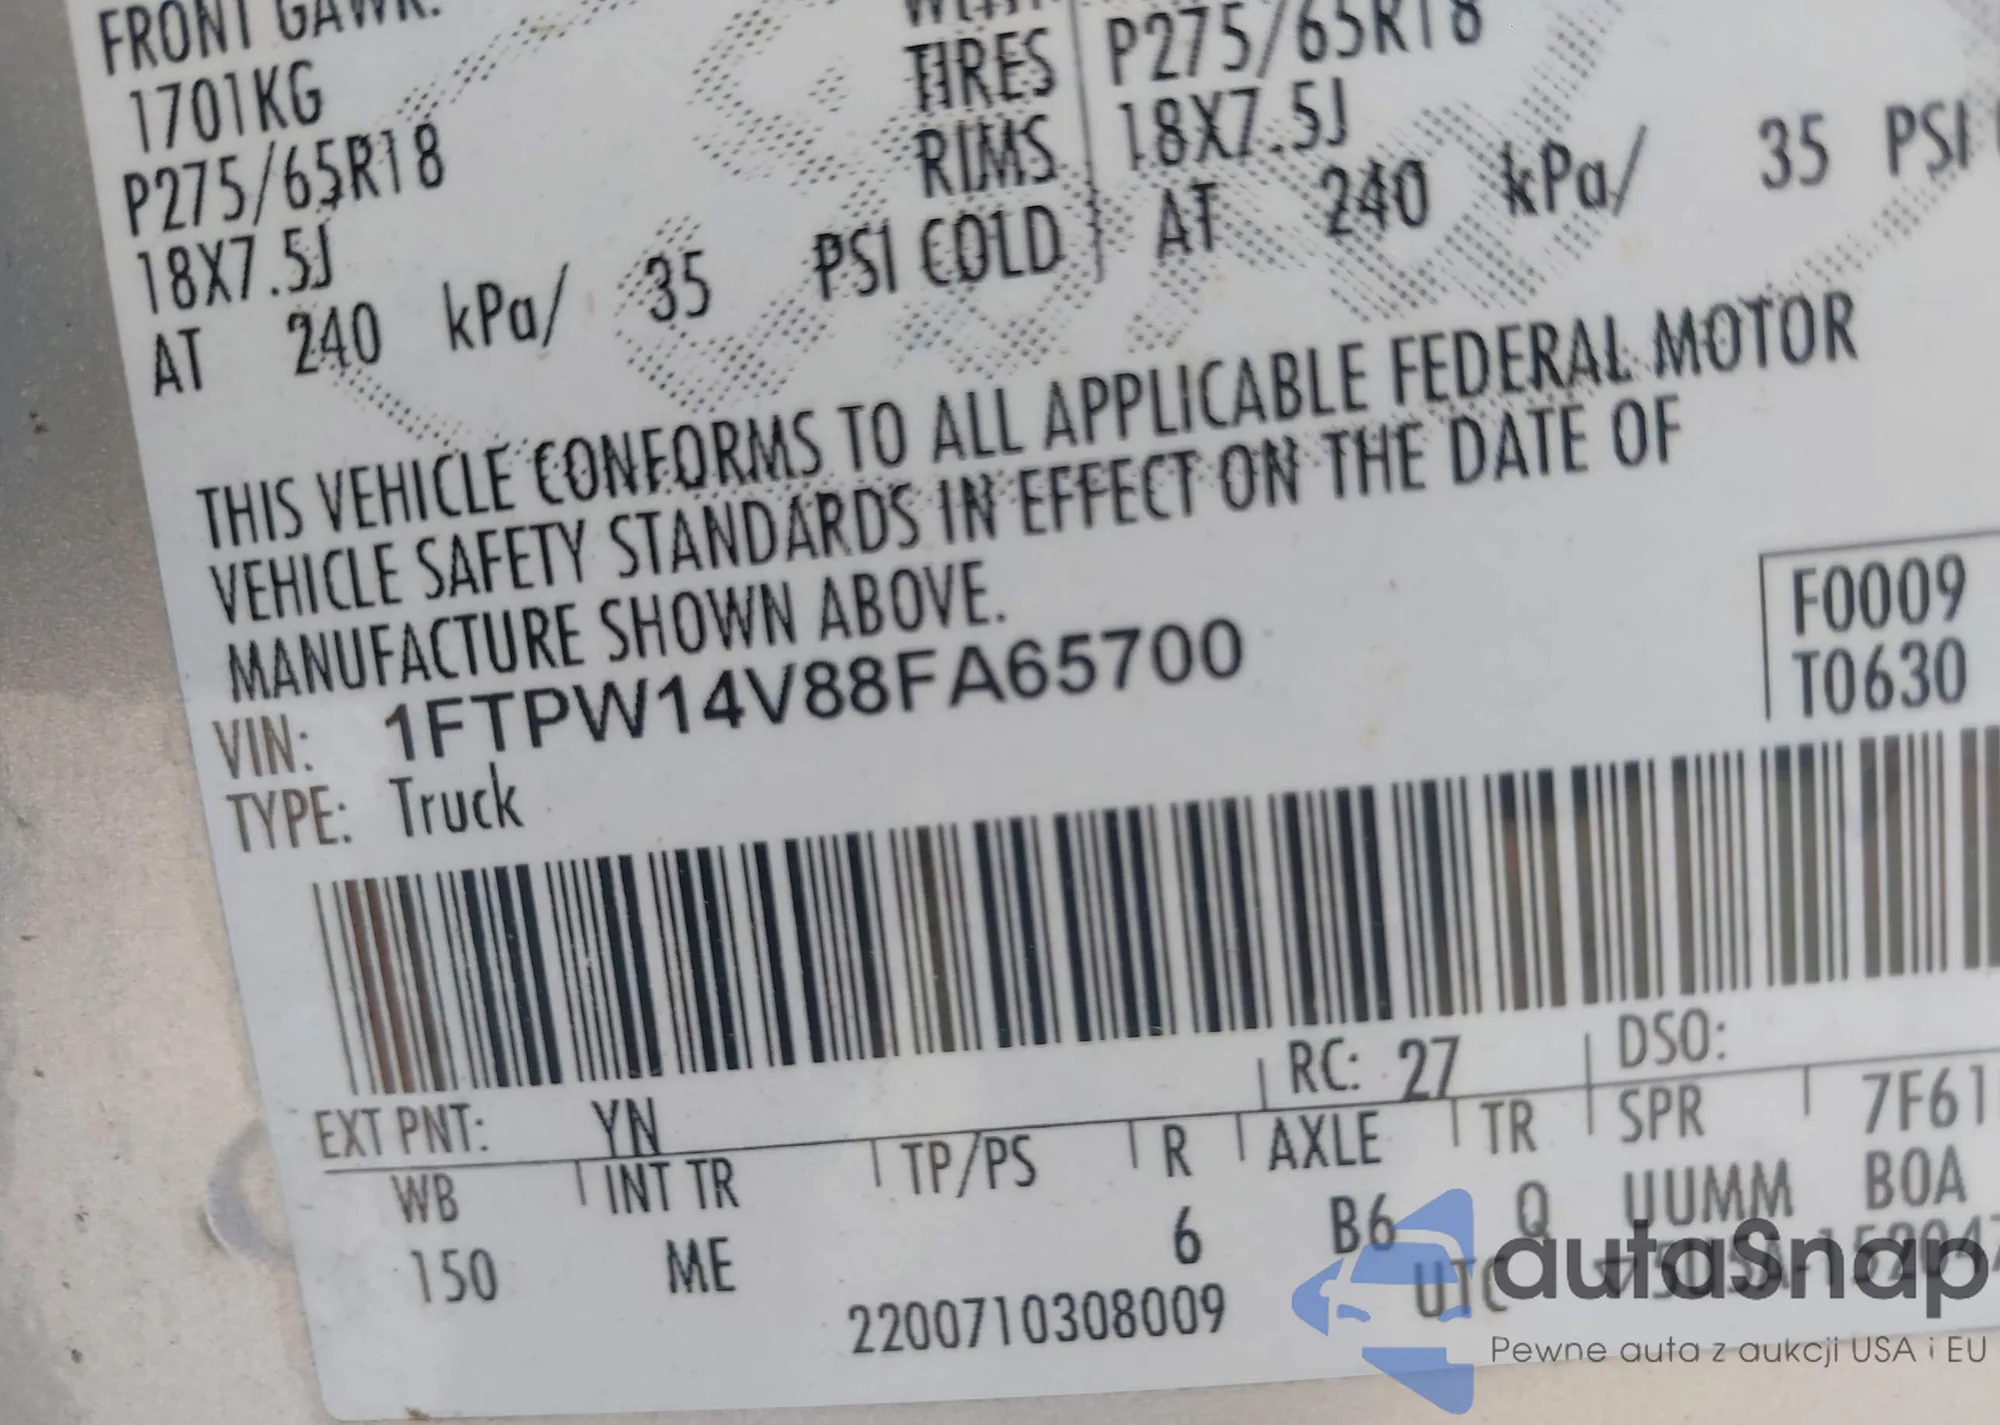 FRONT GAWR:
1701KG
P275/65R18
18X7.5J
AT 240 kPa/ 35 PSI COLD
TIRES P275/65R18
RIMS 18X7.5J
AT 240 kPa/ 35 PSI
THIS VEHICLE CONFORMS TO ALL APPLICABLE FEDERAL MOTOR
VEHICLE SAFETY STANDARDS IN EFFECT ON THE DATE OF
MANUFACTURE SHOWN ABOVE.
F0009
T0630
VIN: 1FTPW14V88FA65700
TYPE: Truck
EXT PNT: YN RC: 27 DSO:
WB INT TR TP/PS R AXLE TR SPR 7F61
150 ME 6 B6 Q UUMM B0A
2200710308009 UTC
autaSnap
Pewne auta z aukcji USA i EU